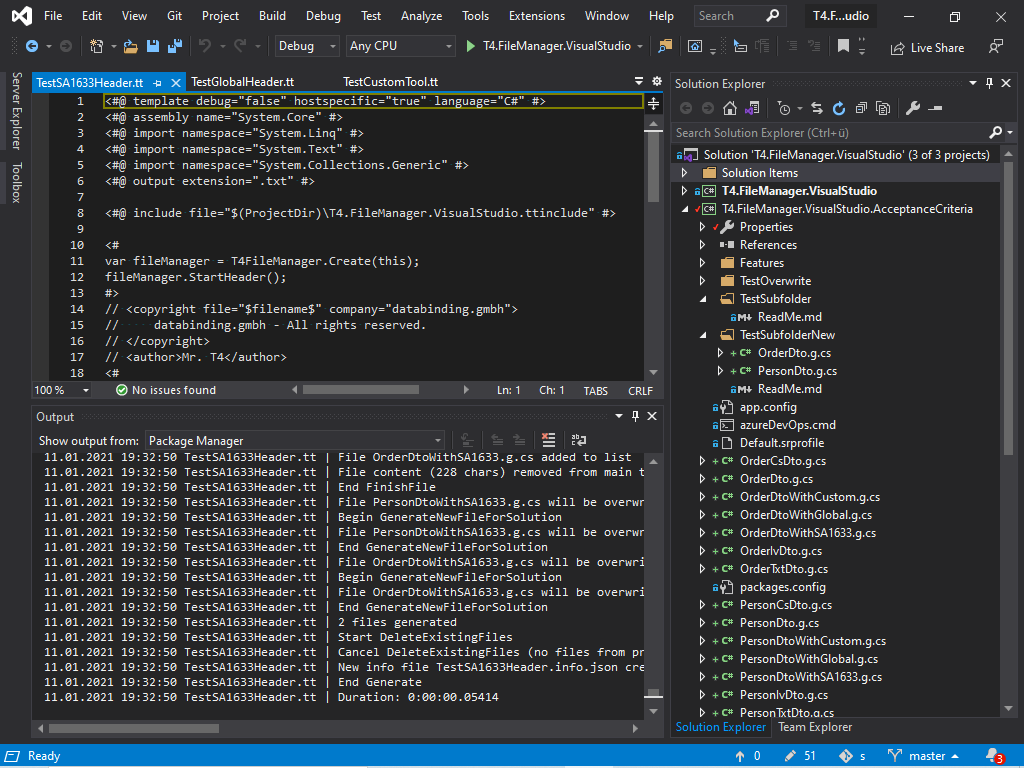 File Edit View Git Project Build Debug Test Analyze Tools Extensions Window Help Search T4.F...udio
Debug Any CPU T4.FileManager.VisualStudio Live Share
Server Explorer
Toolbox
TestSA1633Header.tt TestGlobalHeader.tt TestCustomTool.tt
1 <#@ template debug="false" hostspecific="true" language="C#" #>
2 <#@ assembly name="System.Core" #>
3 <#@ import namespace="System.Linq" #>
4 <#@ import namespace="System.Text" #>
5 <#@ import namespace="System.Collections.Generic" #>
6 <#@ output extension=".txt" #>
7
8 <#@ include file="$(ProjectDir)\T4.FileManager.VisualStudio.ttinclude" #>
9
10 <#
11 var fileManager = T4FileManager.Create(this);
12 fileManager.StartHeader();
13 #>
14 // <copyright file="$filename$" company="databinding.gmbh">
15 //     databinding.gmbh - All rights reserved.
16 // </copyright>
17 // <author>Mr. T4</author>
18 <#
100 % No issues found Ln: 1 Ch: 1 TABS CRLF
Output
Show output from: Package Manager
11.01.2021 19:32:50 TestSA1633Header.tt | File OrderDtoWithSA1633.g.cs added to list
11.01.2021 19:32:50 TestSA1633Header.tt | File content (228 chars) removed from main t
11.01.2021 19:32:50 TestSA1633Header.tt | End FinishFile
11.01.2021 19:32:50 TestSA1633Header.tt | File PersonDtoWithSA1633.g.cs will be overwr
11.01.2021 19:32:50 TestSA1633Header.tt | Begin GenerateNewFileForSolution
11.01.2021 19:32:50 TestSA1633Header.tt | File PersonDtoWithSA1633.g.cs will be overwr
11.01.2021 19:32:50 TestSA1633Header.tt | End GenerateNewFileForSolution
11.01.2021 19:32:50 TestSA1633Header.tt | File OrderDtoWithSA1633.g.cs will be overwri
11.01.2021 19:32:50 TestSA1633Header.tt | Begin GenerateNewFileForSolution
11.01.2021 19:32:50 TestSA1633Header.tt | File OrderDtoWithSA1633.g.cs will be overwri
11.01.2021 19:32:50 TestSA1633Header.tt | End GenerateNewFileForSolution
11.01.2021 19:32:50 TestSA1633Header.tt | 2 files generated
11.01.2021 19:32:50 TestSA1633Header.tt | Start DeleteExistingFiles
11.01.2021 19:32:50 TestSA1633Header.tt | Cancel DeleteExistingFiles (no files from pr
11.01.2021 19:32:50 TestSA1633Header.tt | New info file TestSA1633Header.info.json cre
11.01.2021 19:32:50 TestSA1633Header.tt | End Generate
11.01.2021 19:32:50 TestSA1633Header.tt | Duration: 0:00:00.05414
Solution Explorer
Search Solution Explorer (Ctrl+ü)
Solution 'T4.FileManager.VisualStudio' (3 of 3 projects)
Solution Items
C# T4.FileManager.VisualStudio
C# T4.FileManager.VisualStudio.AcceptanceCriteria
Properties
References
Features
TestOverwrite
TestSubfolder
M↓ ReadMe.md
TestSubfolderNew
+ C# OrderDto.g.cs
+ C# PersonDto.g.cs
M↓ ReadMe.md
app.config
azureDevOps.cmd
Default.srprofile
+ C# OrderCsDto.g.cs
+ C# OrderDto.g.cs
+ C# OrderDtoWithCustom.g.cs
+ C# OrderDtoWithGlobal.g.cs
+ C# OrderDtoWithSA1633.g.cs
+ C# OrderIvDto.g.cs
+ C# OrderTxtDto.g.cs
packages.config
+ C# PersonCsDto.g.cs
+ C# PersonDto.g.cs
+ C# PersonDtoWithCustom.g.cs
+ C# PersonDtoWithGlobal.g.cs
+ C# PersonDtoWithSA1633.g.cs
+ C# PersonIvDto.g.cs
+ C# PersonTxtDto.g.cs
Solution Explorer Team Explorer
Ready 0 51 s master 3